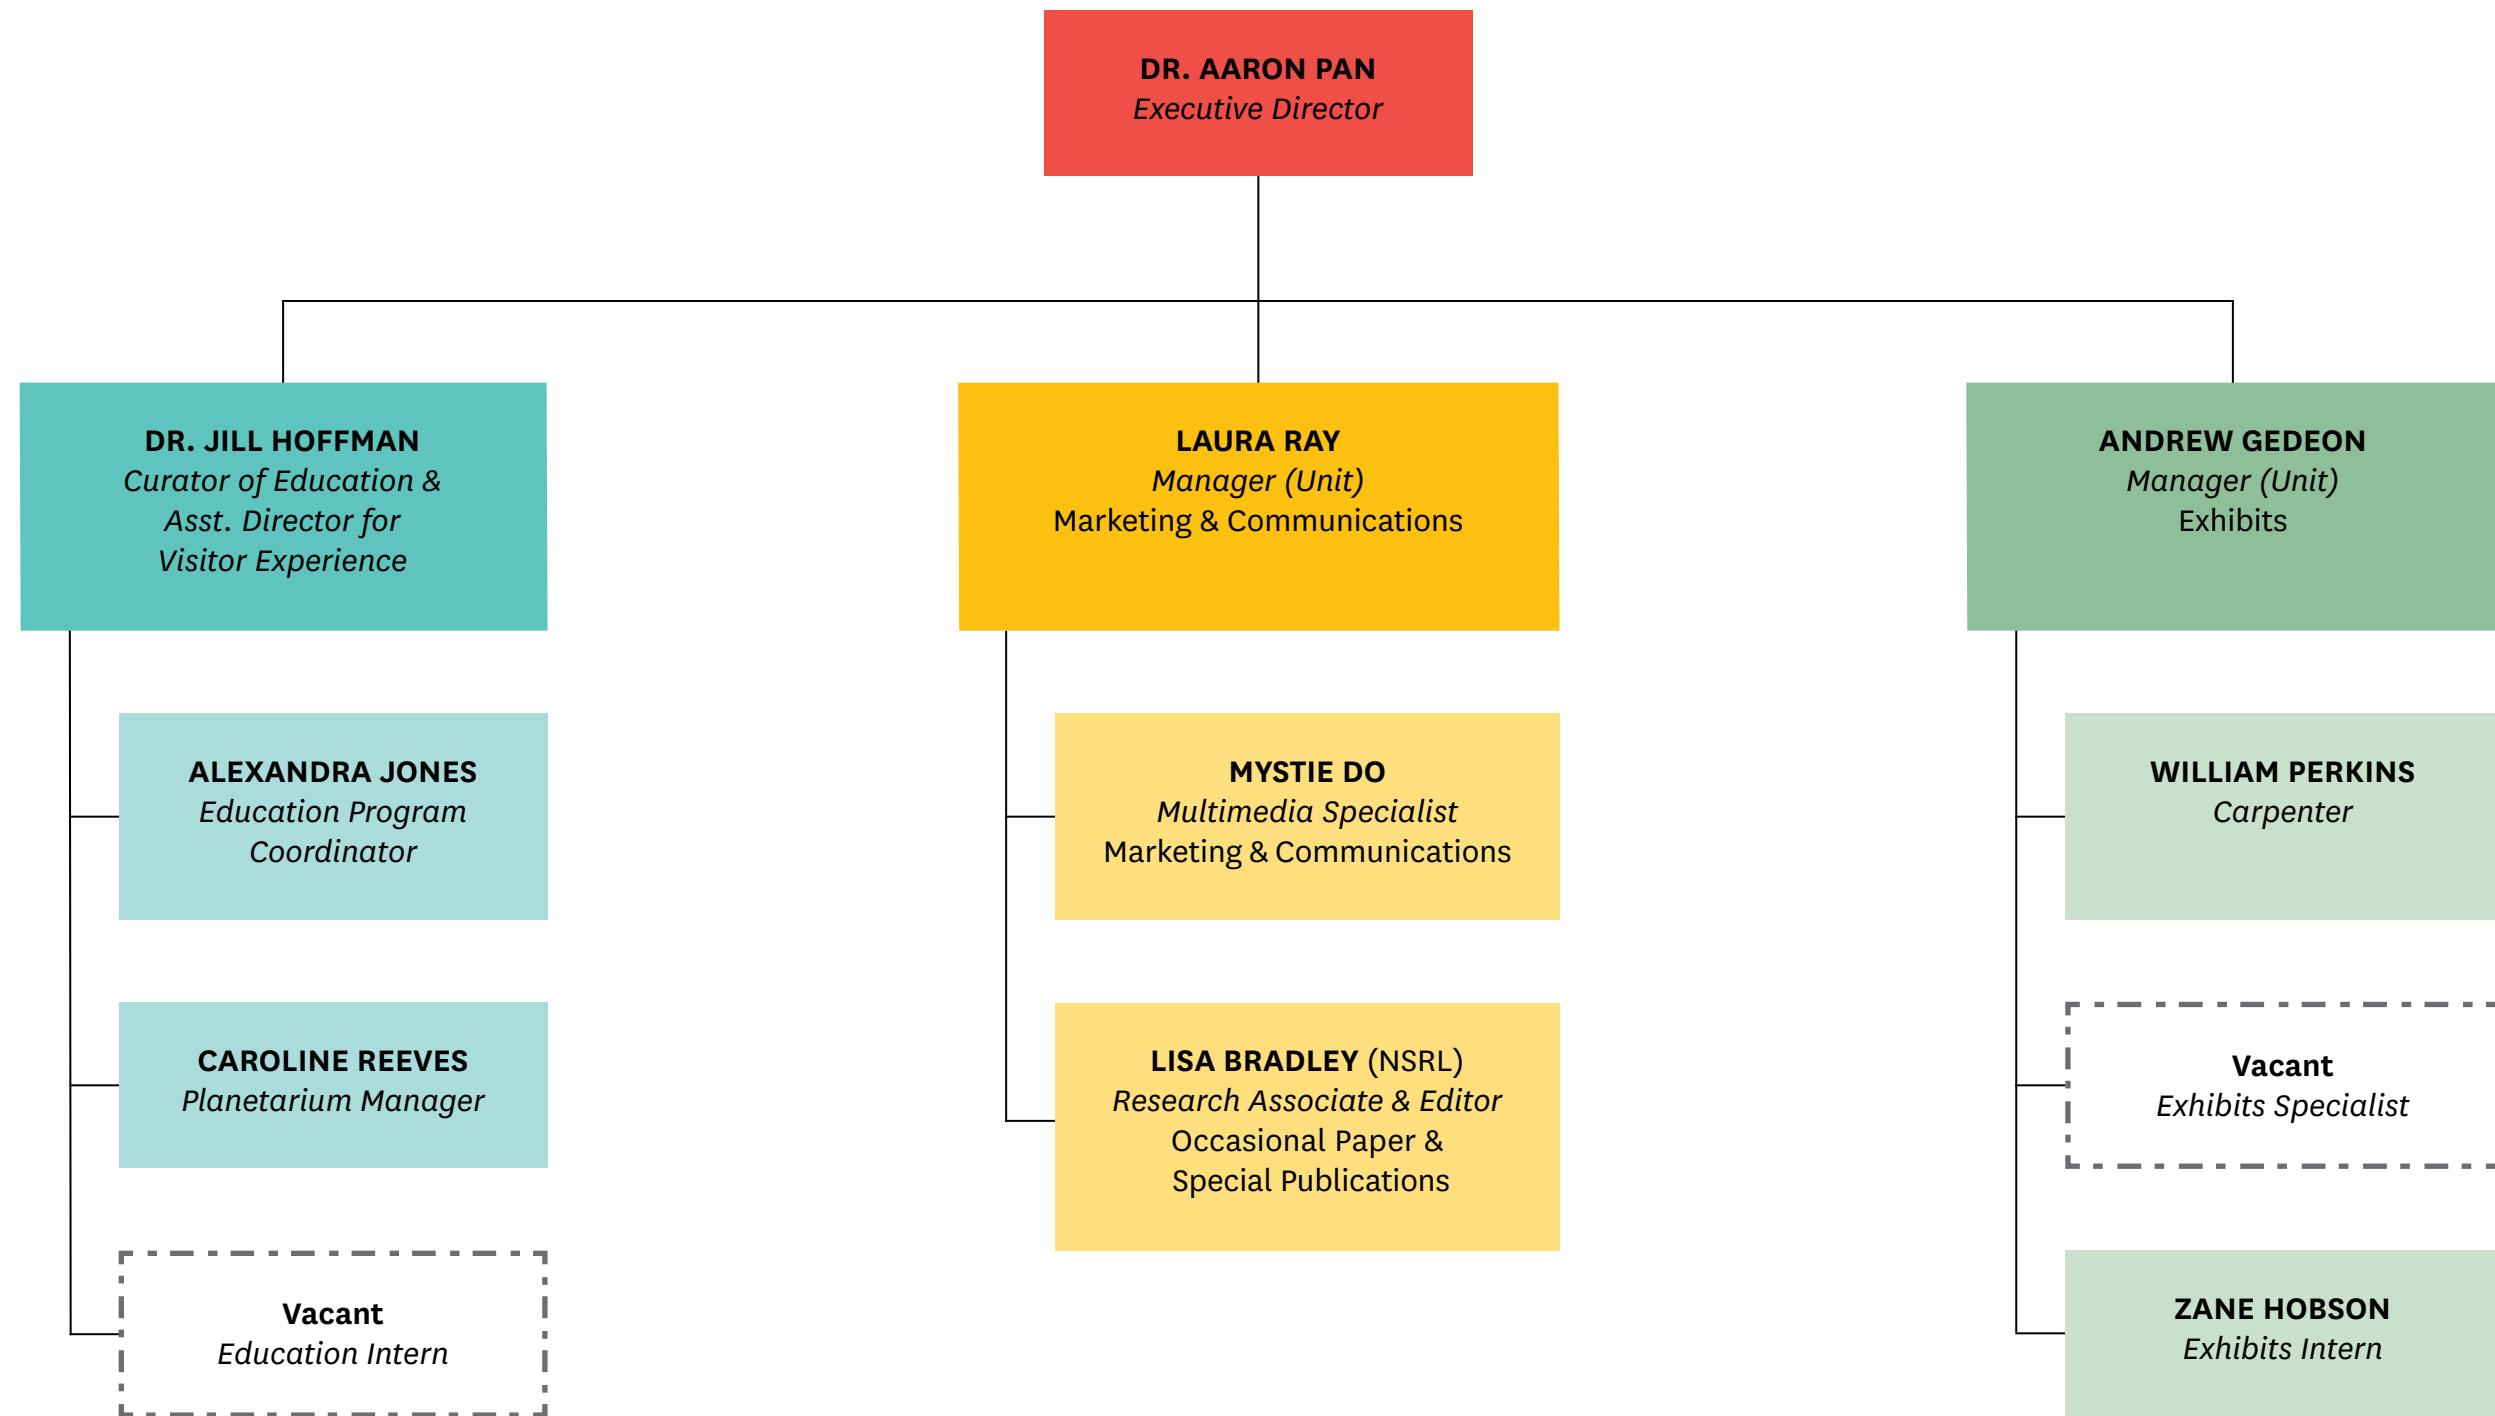 DR. AARON PAN
Executive Director
DR. JILL HOFFMAN
Curator of Education &
Asst. Director for
Visitor Experience
ALEXANDRA JONES
Education Program
Coordinator
CAROLINE REEVES
Planetarium Manager
Vacant
Education Intern
LAURA RAY
Manager (Unit)
Marketing & Communications
MYSTIE DO
Multimedia Specialist
Marketing & Communications
LISA BRADLEY (NSRL)
Research Associate & Editor
Occasional Paper &
Special Publications
ANDREW GEDEON
Manager (Unit)
Exhibits
WILLIAM PERKINS
Carpenter
Vacant
Exhibits Specialist
ZANE HOBSON
Exhibits Intern